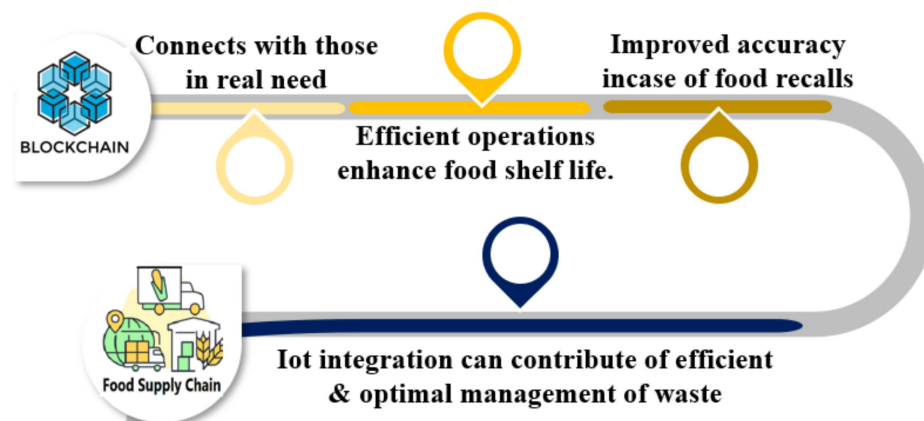 Connects with those
in real need
Improved accuracy
incase of food recalls
BLOCKCHAIN
Efficient operations
enhance food shelf life.
Food Supply Chain
Iot integration can contribute of efficient
& optimal management of waste